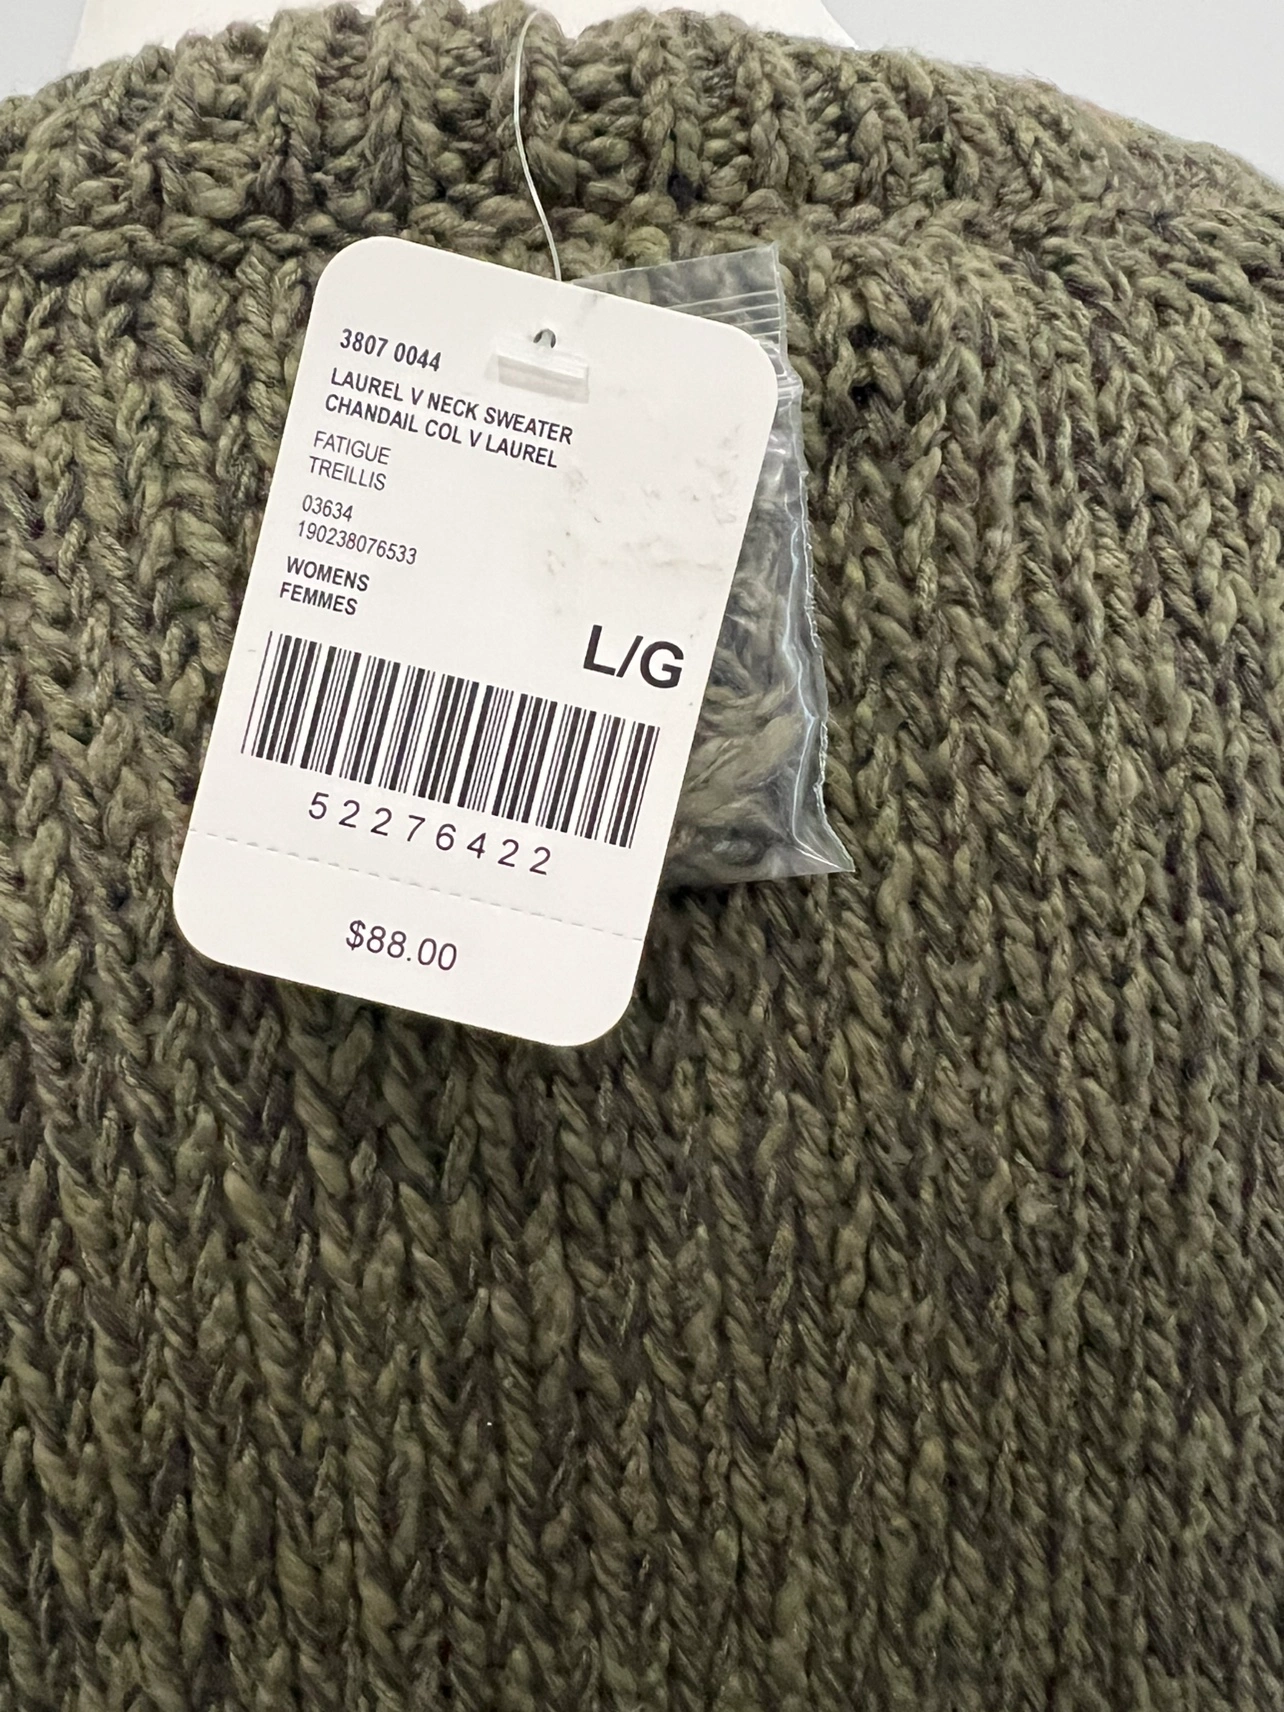 3807 0044
LAUREL V NECK SWEATER
CHANDAIL COL V LAUREL
FATIGUE
TREILLIS
03634
190238076533
WOMENS
FEMMES
L/G
52276422
$88.00